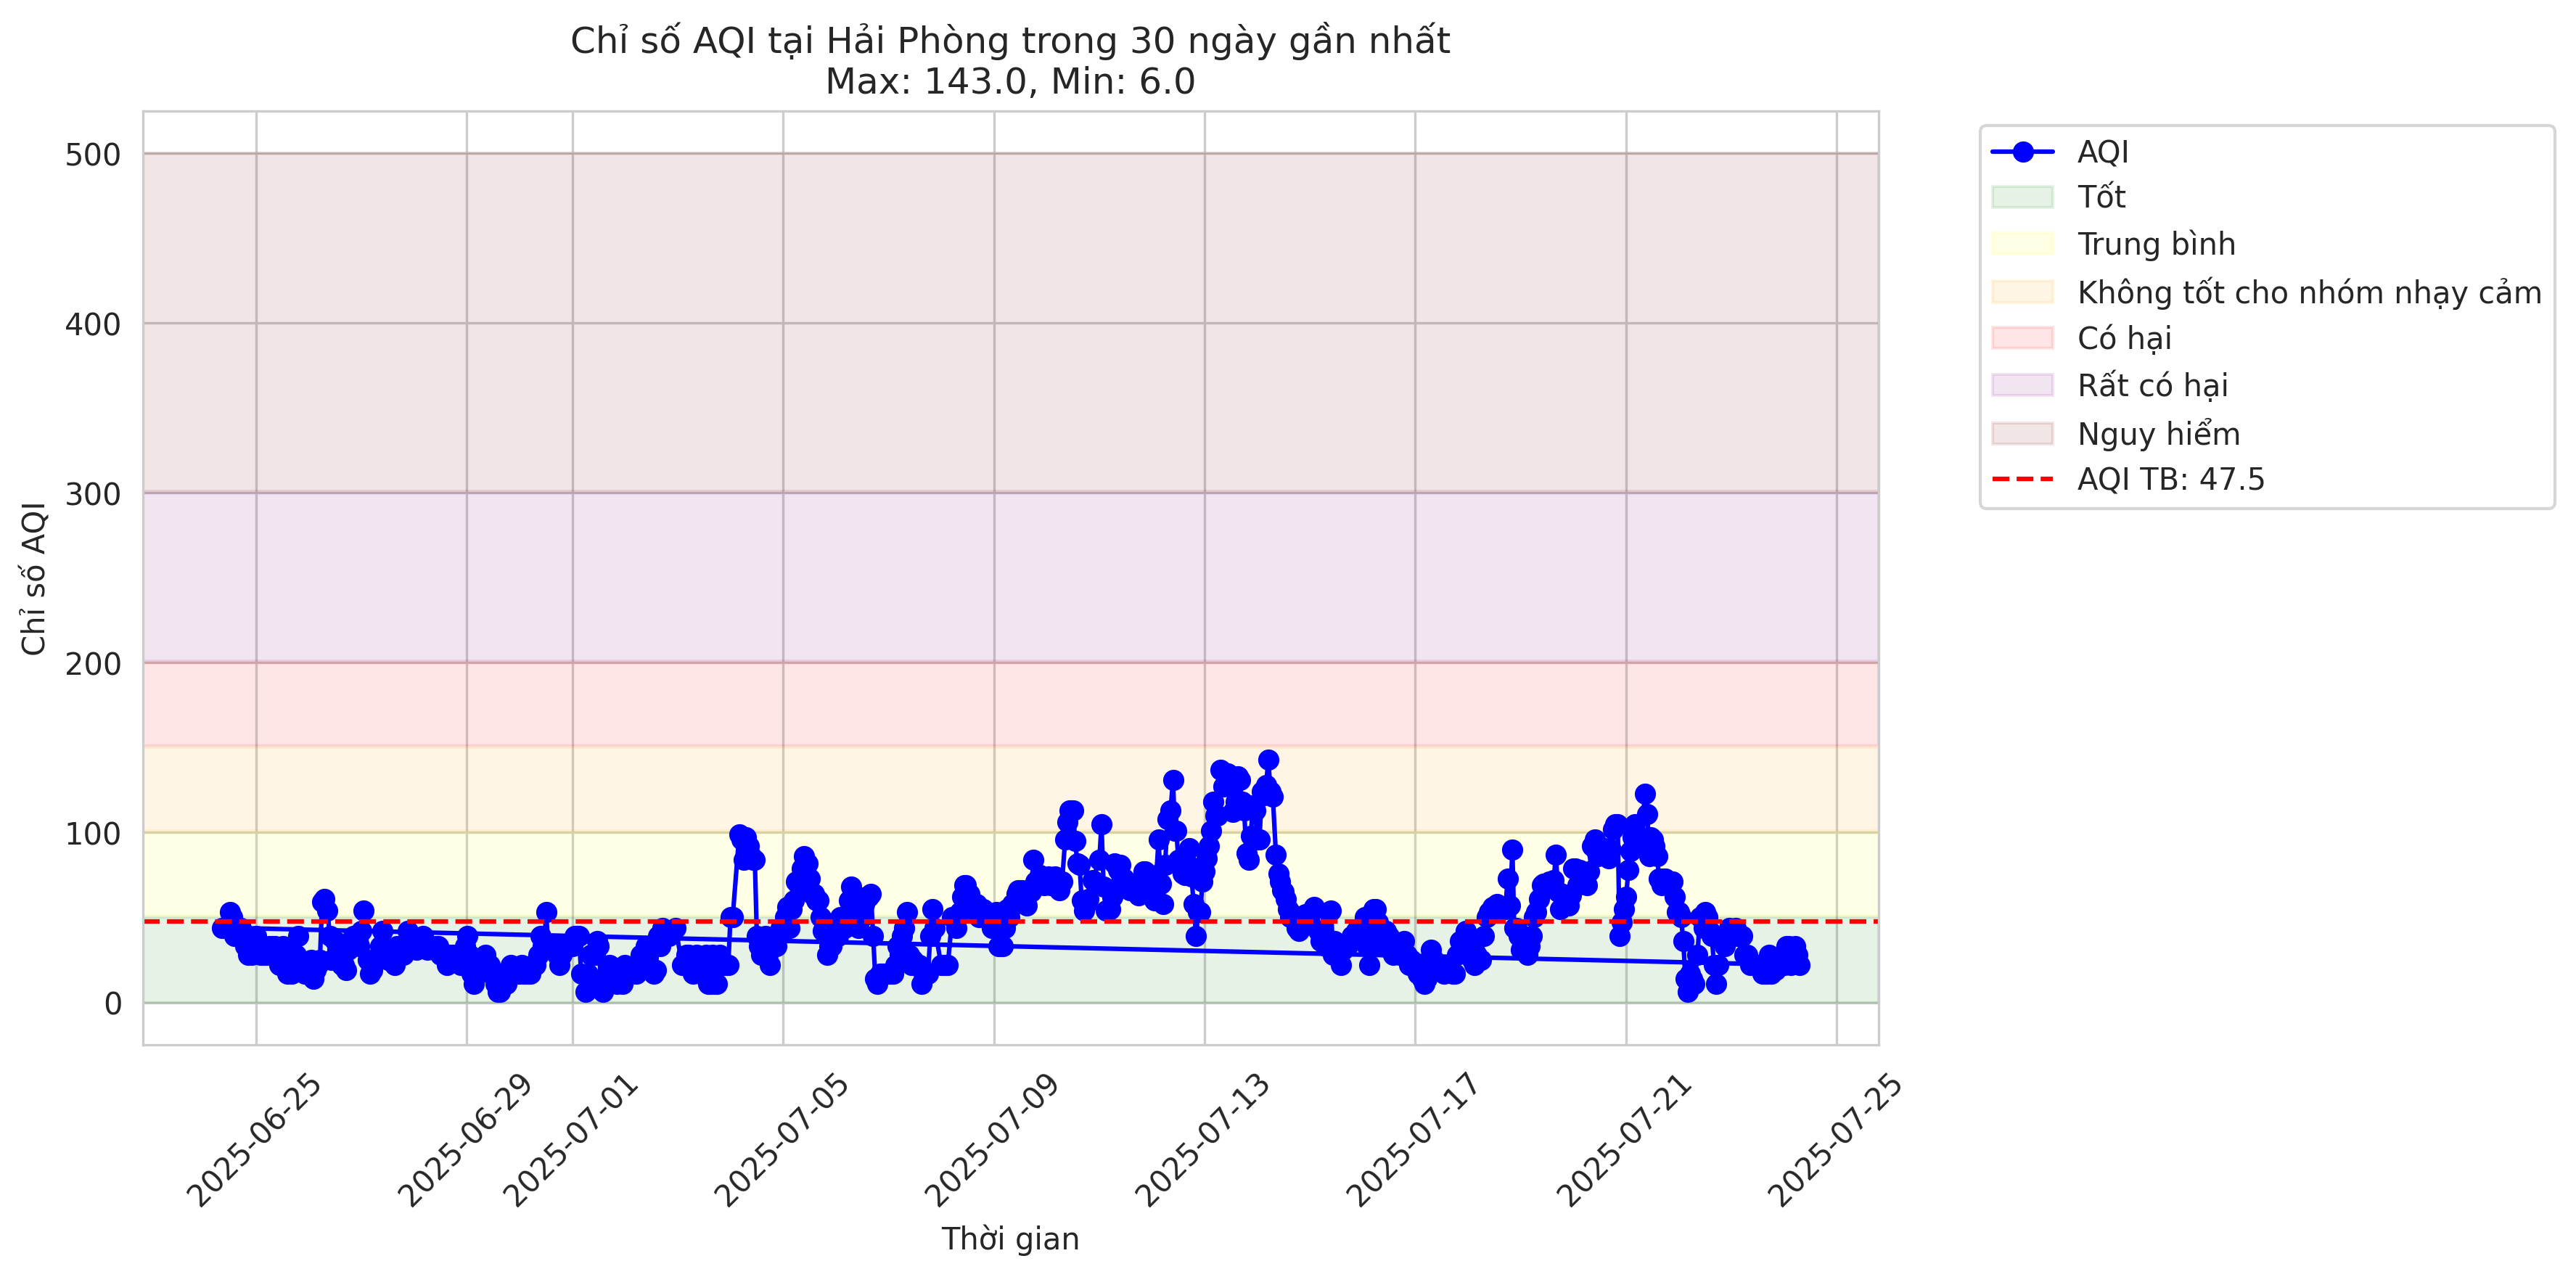 Chỉ số AQI tại Hải Phòng trong 30 ngày gần nhất
Max: 143.0, Min: 6.0
Chỉ số AQI
500
400
300
200
100
0
2025-06-25
2025-06-29
2025-07-01
2025-07-05
2025-07-09
2025-07-13
2025-07-17
2025-07-21
2025-07-25
Thời gian
AQI
Tốt
Trung bình
Không tốt cho nhóm nhạy cảm
Có hại
Rất có hại
Nguy hiểm
AQI TB: 47.5